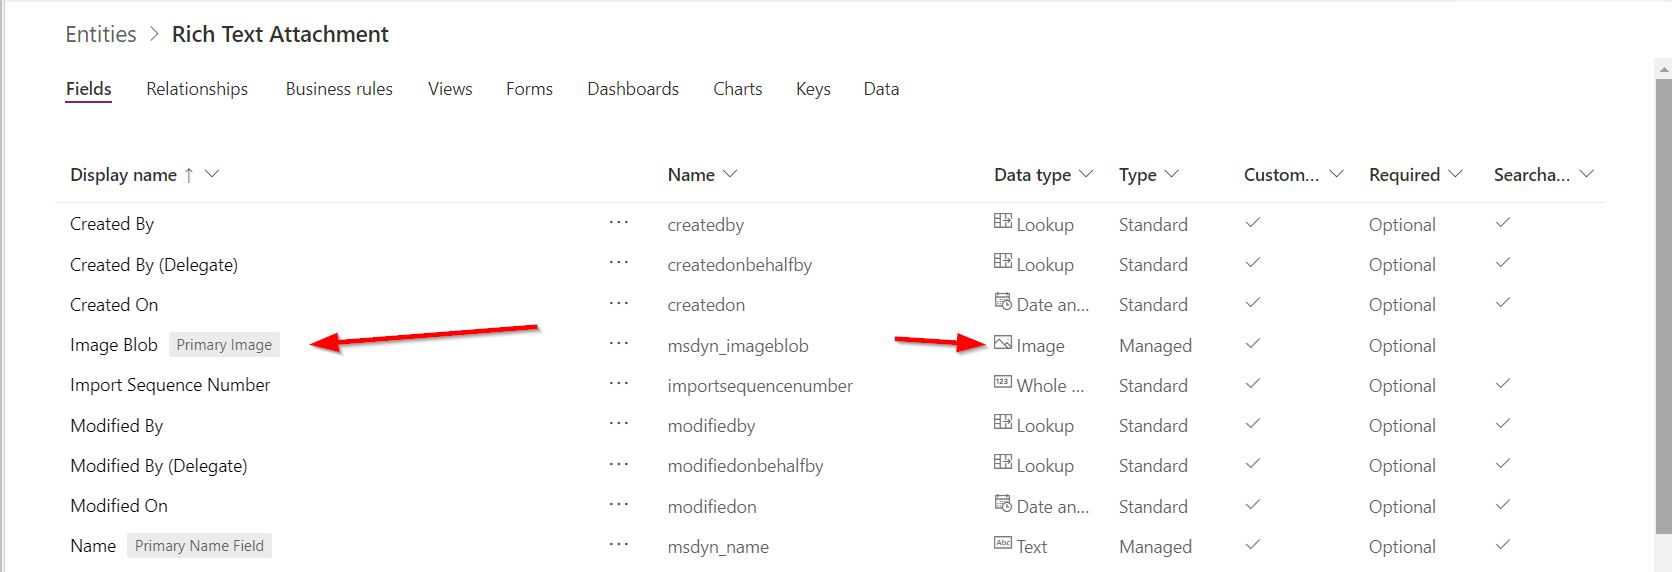 Entities > Rich Text Attachment
Fields Relationships Business rules Views Forms Dashboards Charts Keys Data
Display name ↑ Name Data type Type Custom... Required Searcha...
Created By ... createdby Lookup Standard ✓ Optional ✓
Created By (Delegate) ... createdonbehalfby Lookup Standard ✓ Optional ✓
Created On ... createdon Date an... Standard ✓ Optional ✓
Image Blob Primary Image ... msdyn_imageblob Image Managed ✓ Optional
Import Sequence Number ... importsequencenumber 123 Whole ... Standard ✓ Optional ✓
Modified By ... modifiedby Lookup Standard ✓ Optional ✓
Modified By (Delegate) ... modifiedonbehalfby Lookup Standard ✓ Optional ✓
Modified On ... modifiedon Date an... Standard ✓ Optional ✓
Name Primary Name Field ... msdyn_name Abc Text Managed ✓ Optional ✓